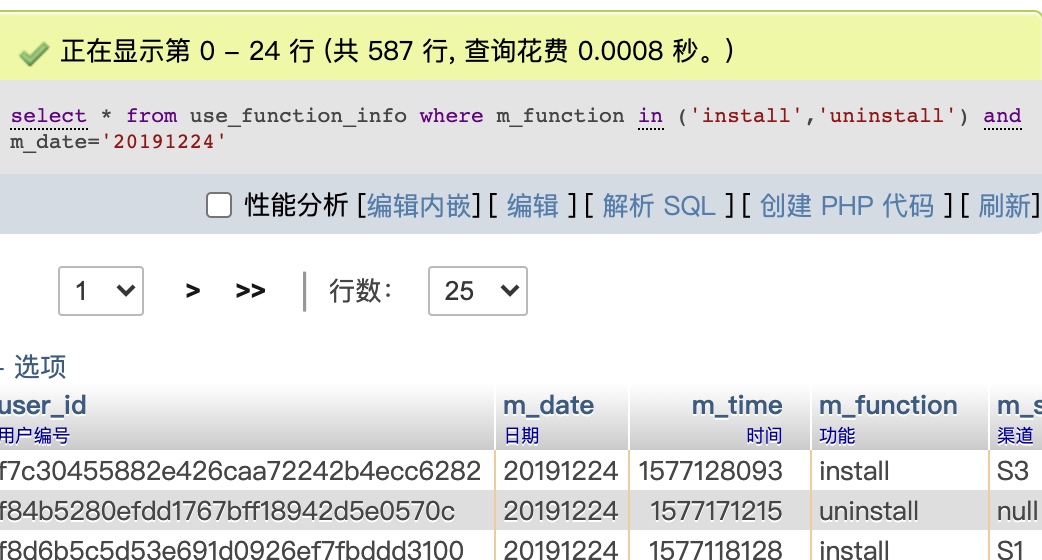 正在显示第 0 - 24 行 (共 587 行, 查询花费 0.0008 秒。)
select * from use_function_info where m_function in ('install','uninstall') and
m_date='20191224'
性能分析 [编辑内嵌] [ 编辑 ] [ 解析 SQL ] [ 创建 PHP 代码 ] [ 刷新]
1 > >> | 行数： 25
选项
user_id m_date m_time m_function m_s
用户编号 日期 时间 功能 渠道
f7c30455882e426caa72242b4ecc6282 20191224 1577128093 install S3
f84b5280efdd1767bff18942d5e0570c 20191224 1577171215 uninstall null
f8d6b5c5d53e691d0926ef7fbddd3100 20191224 1577118128 install S1